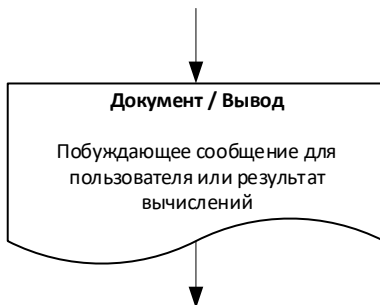 Документ / Вывод
Побуждающее сообщение для
пользователя или результат
вычислений